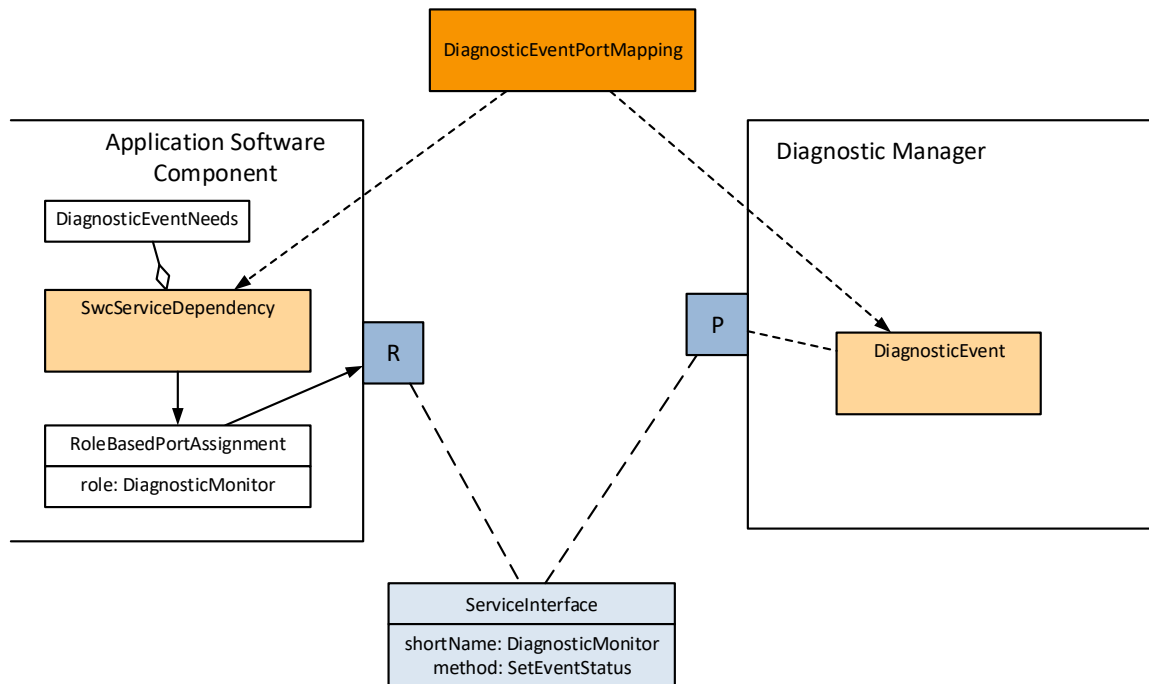 DiagnosticEventPortMapping
Application Software
Component
Diagnostic Manager
DiagnosticEventNeeds
SwcServiceDependency
R
P
DiagnosticEvent
RoleBasedPortAssignment
role: DiagnosticMonitor
ServiceInterface
shortName: DiagnosticMonitor
method: SetEventStatus